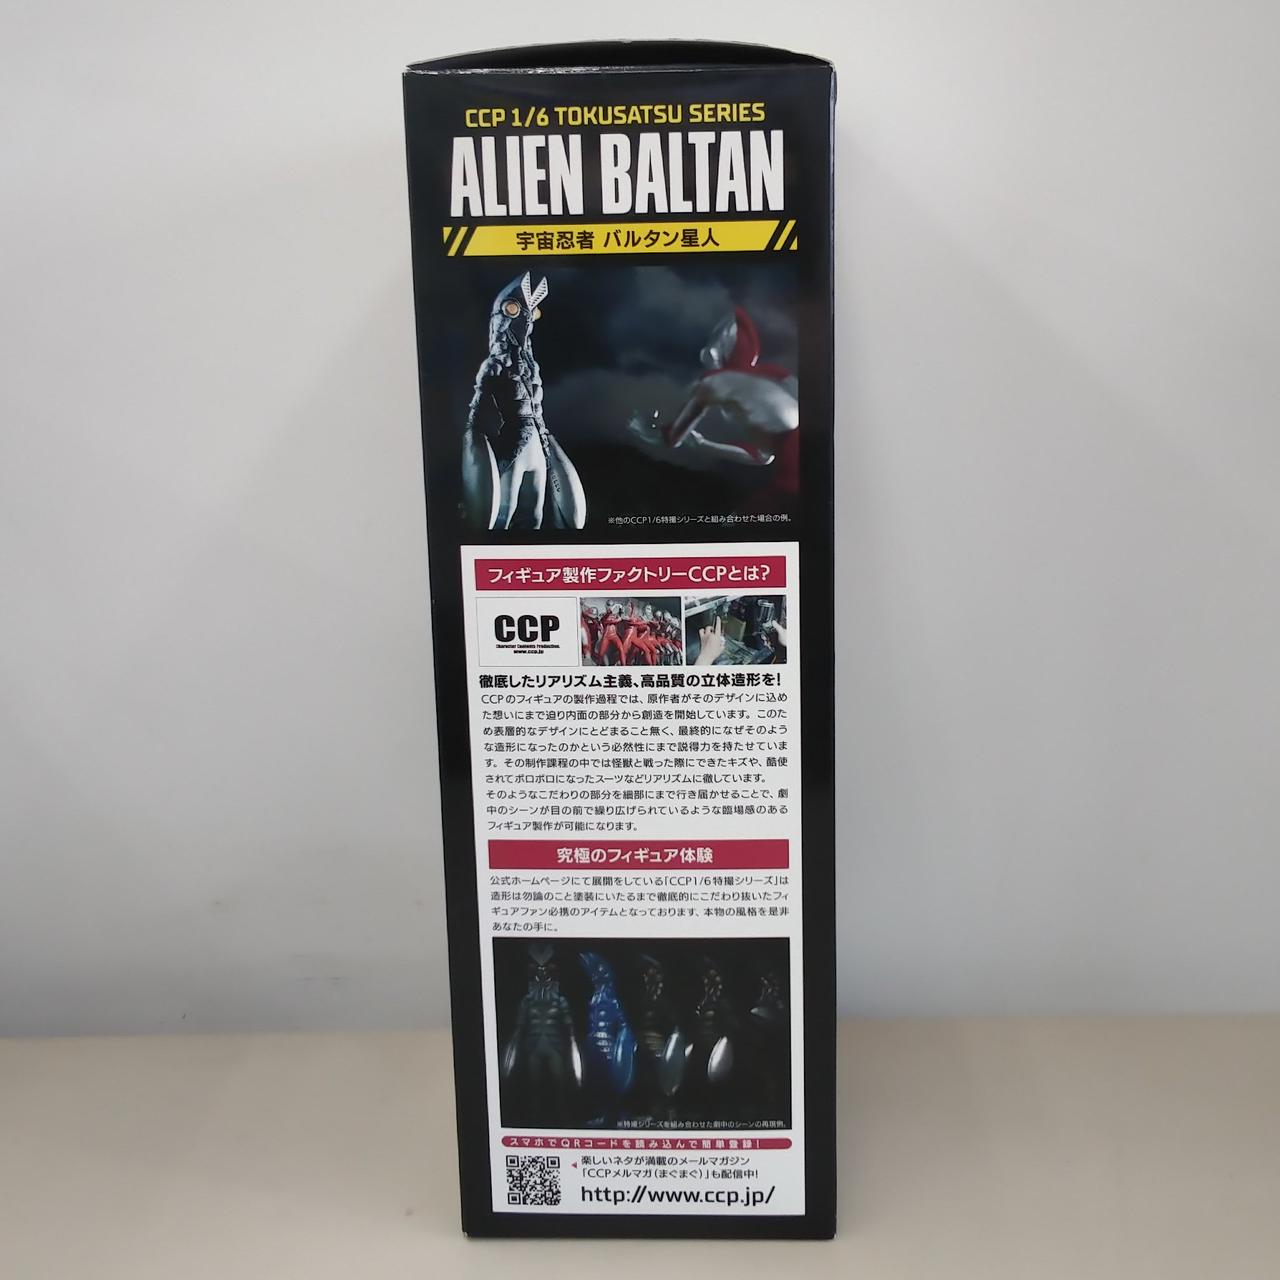 CCP 1/6 TOKUSATSU SERIES
ALIEN BALTAN
宇宙忍者 バルタン星人
※他のCCP1/6特撮シリーズと組み合わせた場合の例。
フィギュア製作ファクトリーCCPとは?
CCP
Character Contents Production.
www.ccp.jp
徹底したリアリズム主義、高品質の立体造形を!
CCPのフィギュアの製作過程では、原作者がそのデザインに込め
た想いにまで迫り内面の部分から創造を開始しています。このた
め表層的なデザインにとどまること無く、最終的になぜそのよう
な造形になったのかという必然性にまで説得力を持たせていま
す。その制作課程の中では怪獣と戦った際にできたキズや、酷使
されてボロボロになったスーツなどリアリズムに徹しています。
そのようなこだわりの部分を細部にまで行き届かせることで、劇
中のシーンが目の前で繰り広げられているような臨場感のある
フィギュア製作が可能になります。
究極のフィギュア体験
公式ホームページにて展開をしている「CCP1/6特撮シリーズ」は
造形は勿論のこと塗装にいたるまで徹底的にこだわり抜いたフィ
ギュアファン必携のアイテムとなっております、本物の風格を是非
あなたの手に。
※特撮シリーズを組み合わせた劇中のシーンの再現例。
スマホでQRコードを読み込んで簡単登録!
楽しいネタが満載のメールマガジン
「CCPメルマガ(まぐまぐ)」も配信中!
http://www.ccp.jp/